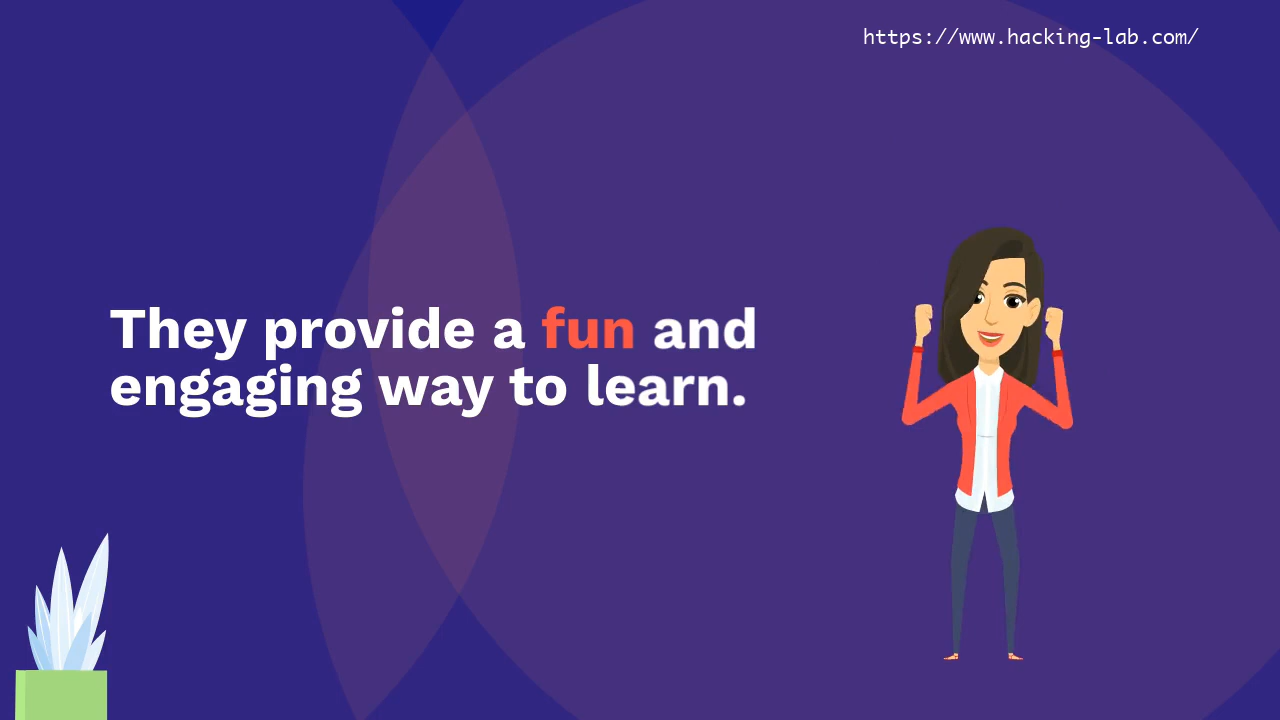 https://www.hacking-lab.com/
They provide a fun and
engaging way to learn.